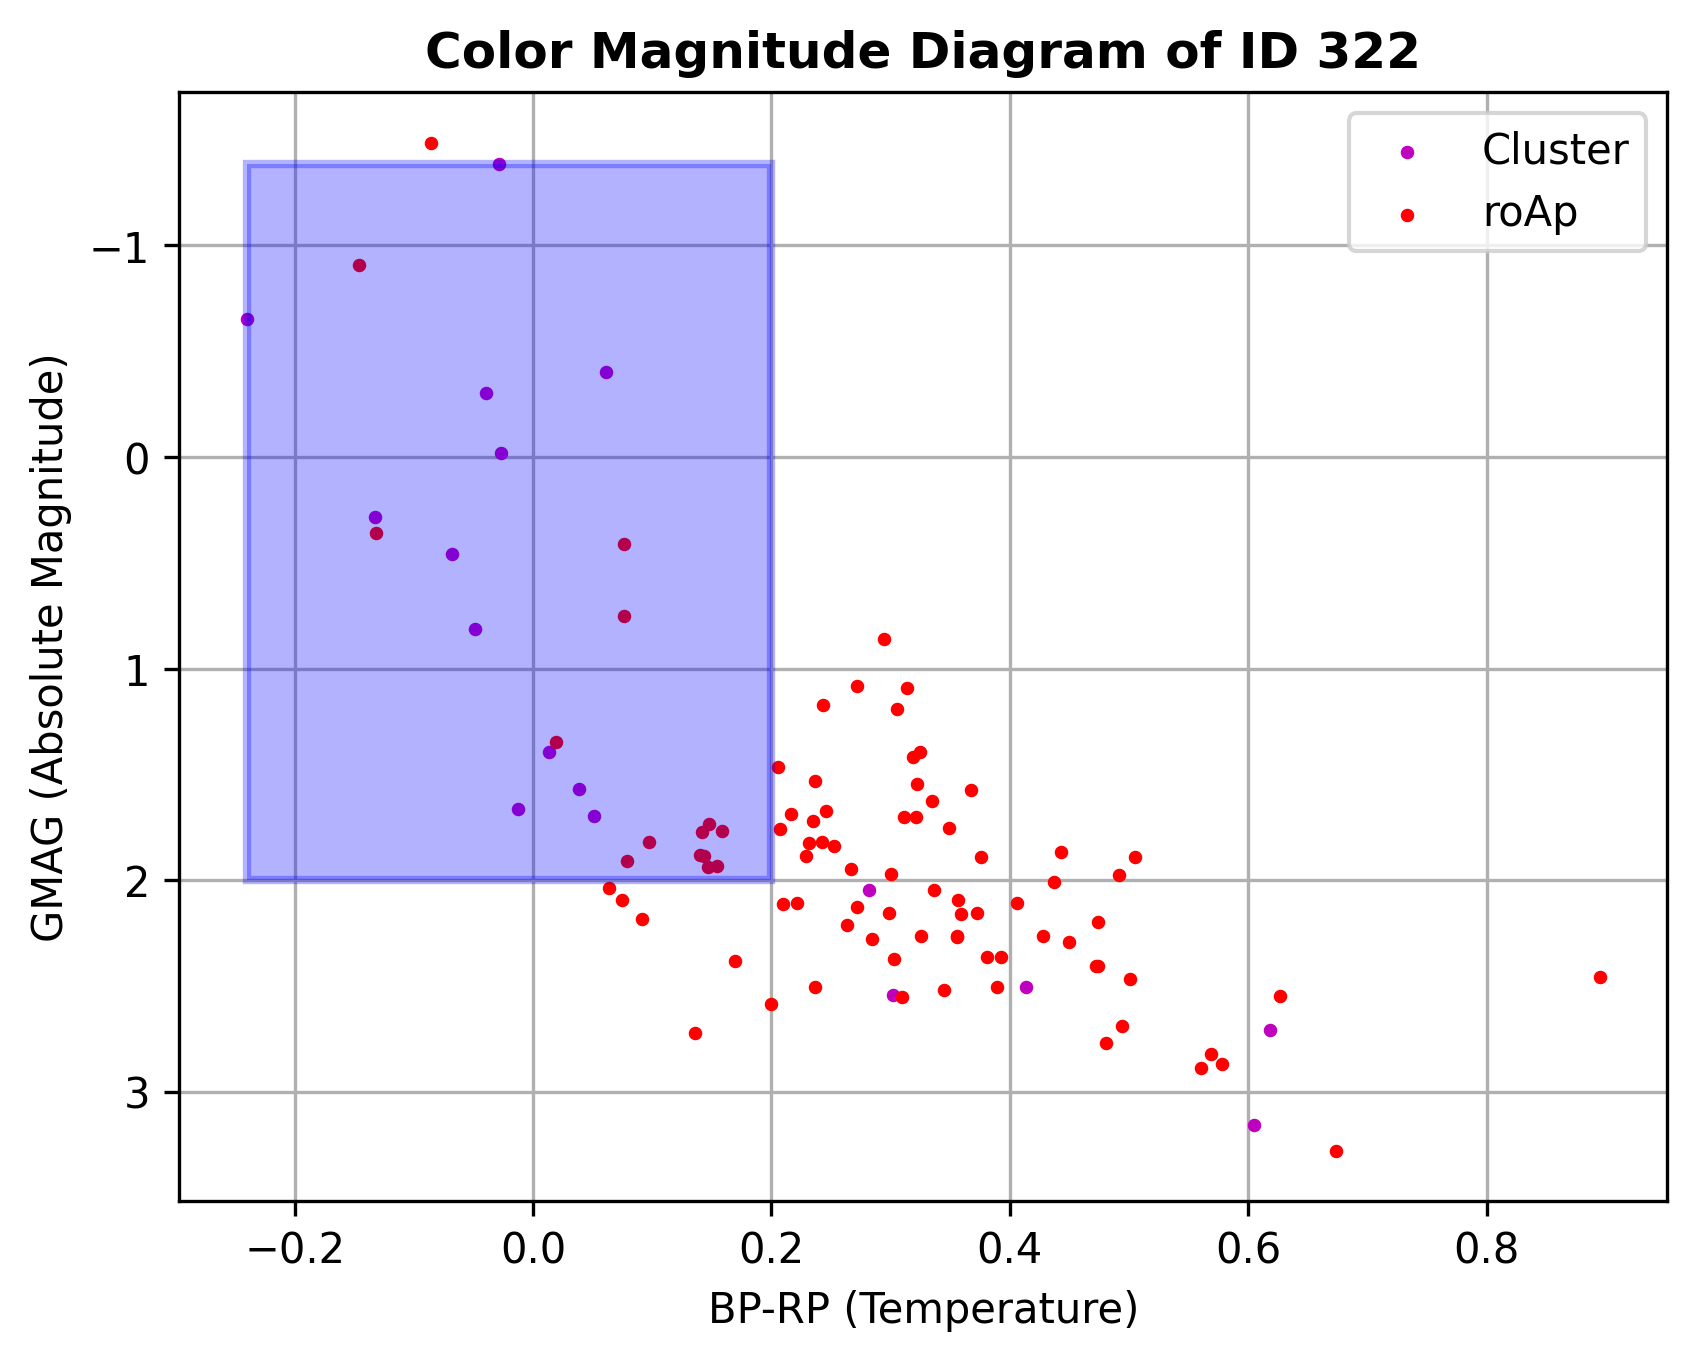 Color Magnitude Diagram of ID 322
Cluster
roAp
−1
0
1
2
3
GMAG (Absolute Magnitude)
−0.2 0.0 0.2 0.4 0.6 0.8
BP-RP (Temperature)